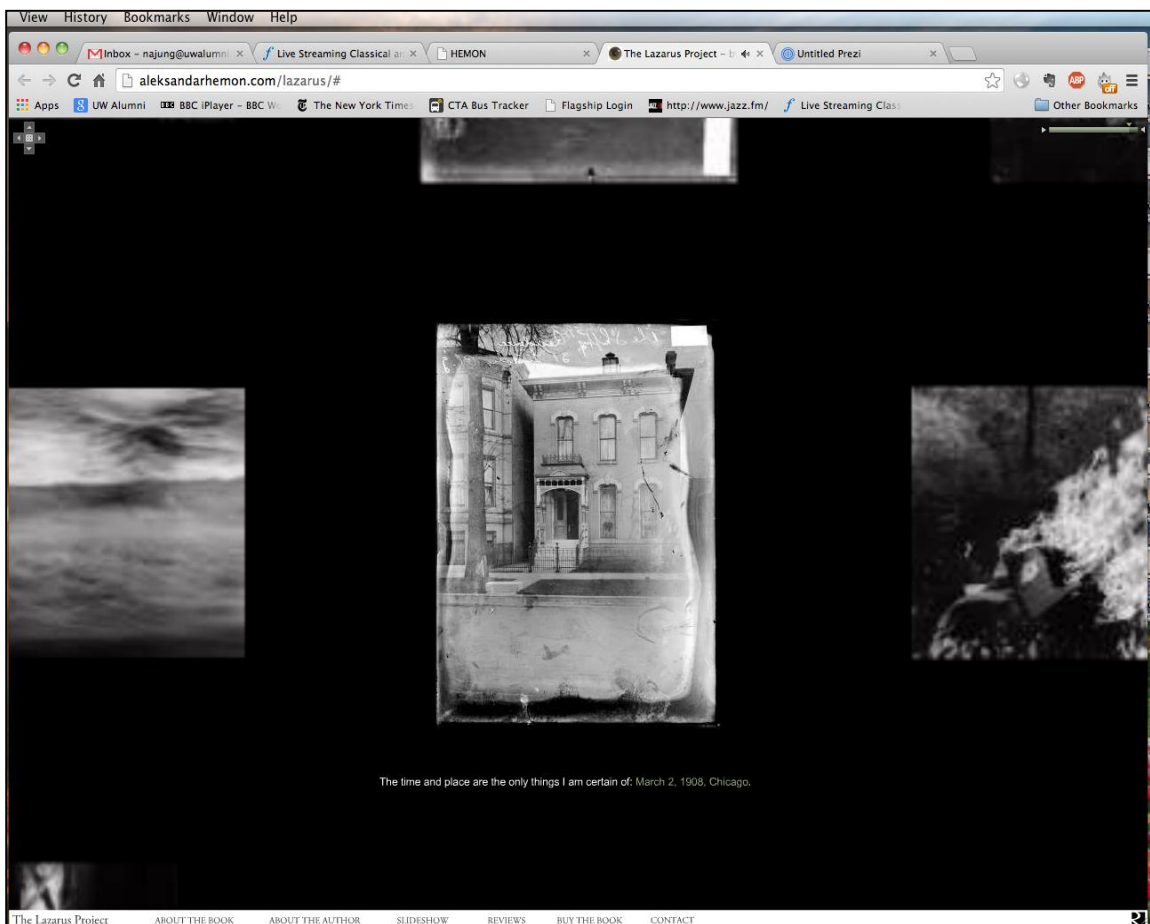 View History Bookmarks Window Help
Inbox – najung@uwalumni Live Streaming Classical an HEMON The Lazarus Project – b Untitled Prezi
aleksandarhemon.com/lazarus/#
ABP off
Apps UW Alumni BBC iPlayer – BBC Wo The New York Times CTA Bus Tracker Flagship Login http://www.jazz.fm/ Live Streaming Class Other Bookmarks
The time and place are the only things I am certain of: March 2, 1908, Chicago.
The Lazarus Project ABOUT THE BOOK ABOUT THE AUTHOR SLIDESHOW REVIEWS BUY THE BOOK CONTACT